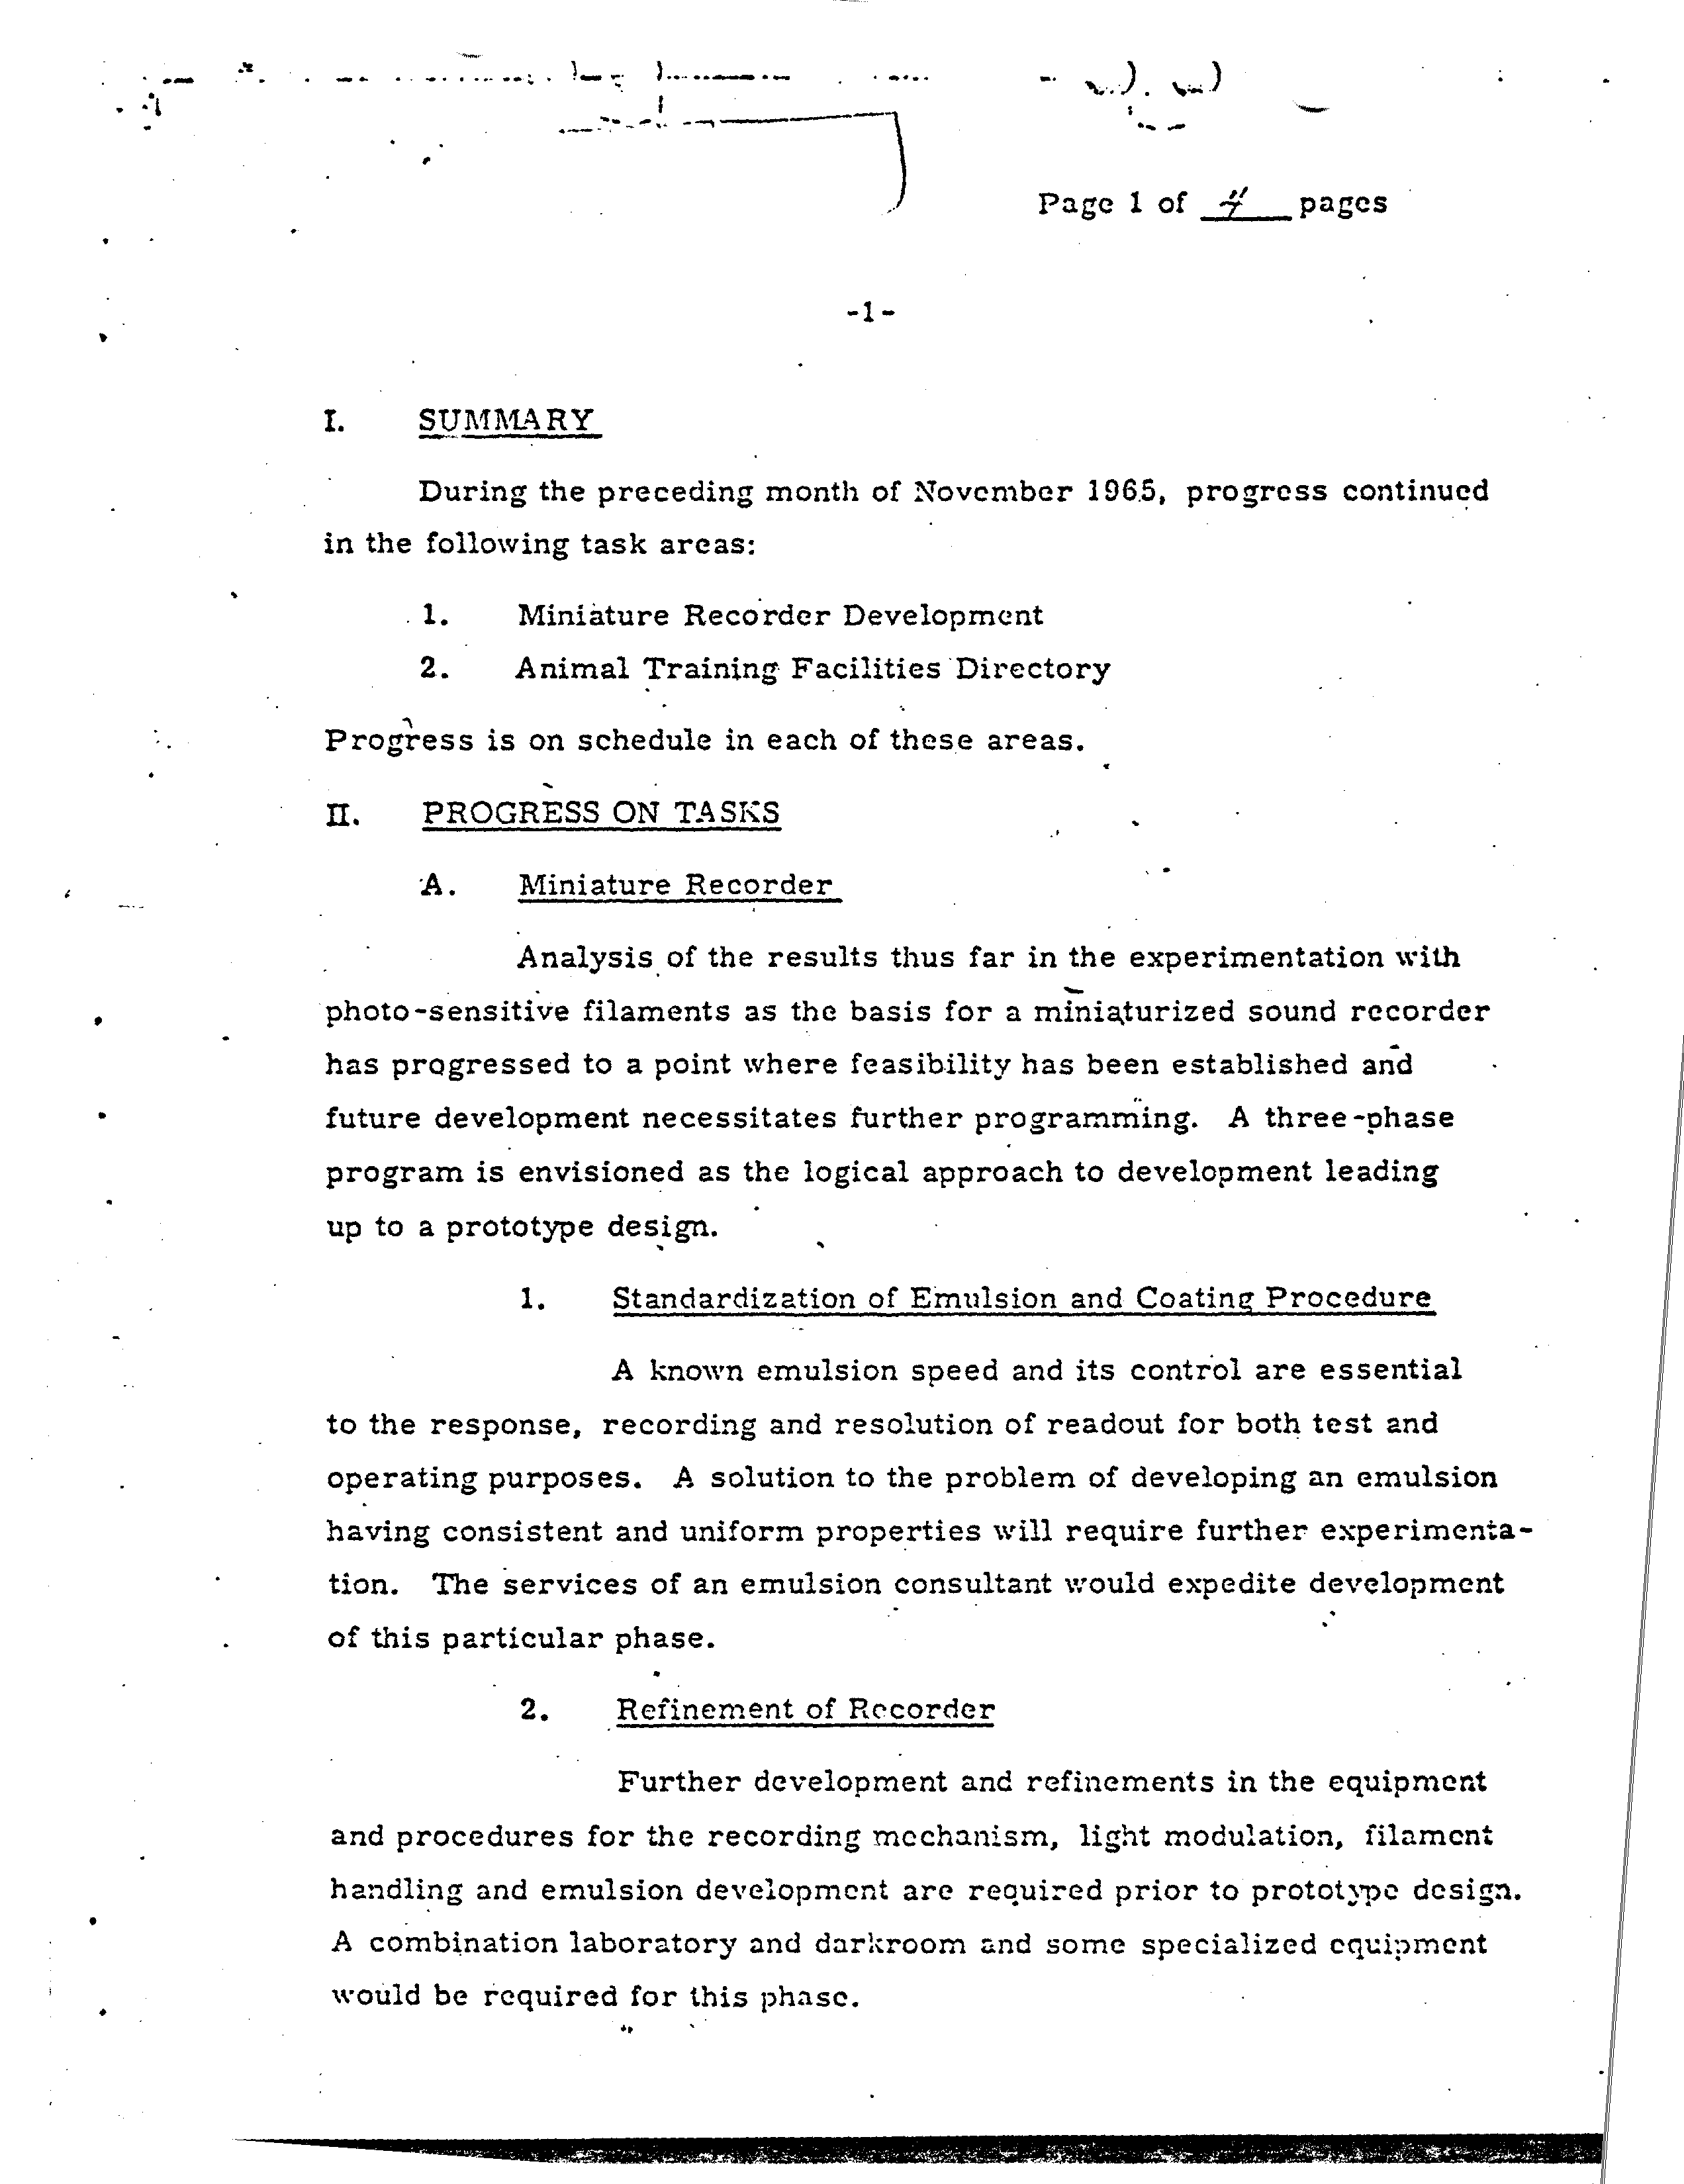 Page 1 of 4 pages
-1-
I. SUMMARY
During the preceding month of November 1965, progress continued
in the following task areas:
1. Miniature Recorder Development
2. Animal Training Facilities Directory
Progress is on schedule in each of these areas.
II. PROGRESS ON TASKS
A. Miniature Recorder
Analysis of the results thus far in the experimentation with
photo-sensitive filaments as the basis for a miniaturized sound recorder
has progressed to a point where feasibility has been established and
future development necessitates further programming. A three-phase
program is envisioned as the logical approach to development leading
up to a prototype design.
1. Standardization of Emulsion and Coating Procedure
A known emulsion speed and its control are essential
to the response, recording and resolution of readout for both test and
operating purposes. A solution to the problem of developing an emulsion
having consistent and uniform properties will require further experimenta-
tion. The services of an emulsion consultant would expedite development
of this particular phase.
2. Refinement of Recorder
Further development and refinements in the equipment
and procedures for the recording mechanism, light modulation, filament
handling and emulsion development are required prior to prototype design.
A combination laboratory and darkroom and some specialized equipment
would be required for this phase.